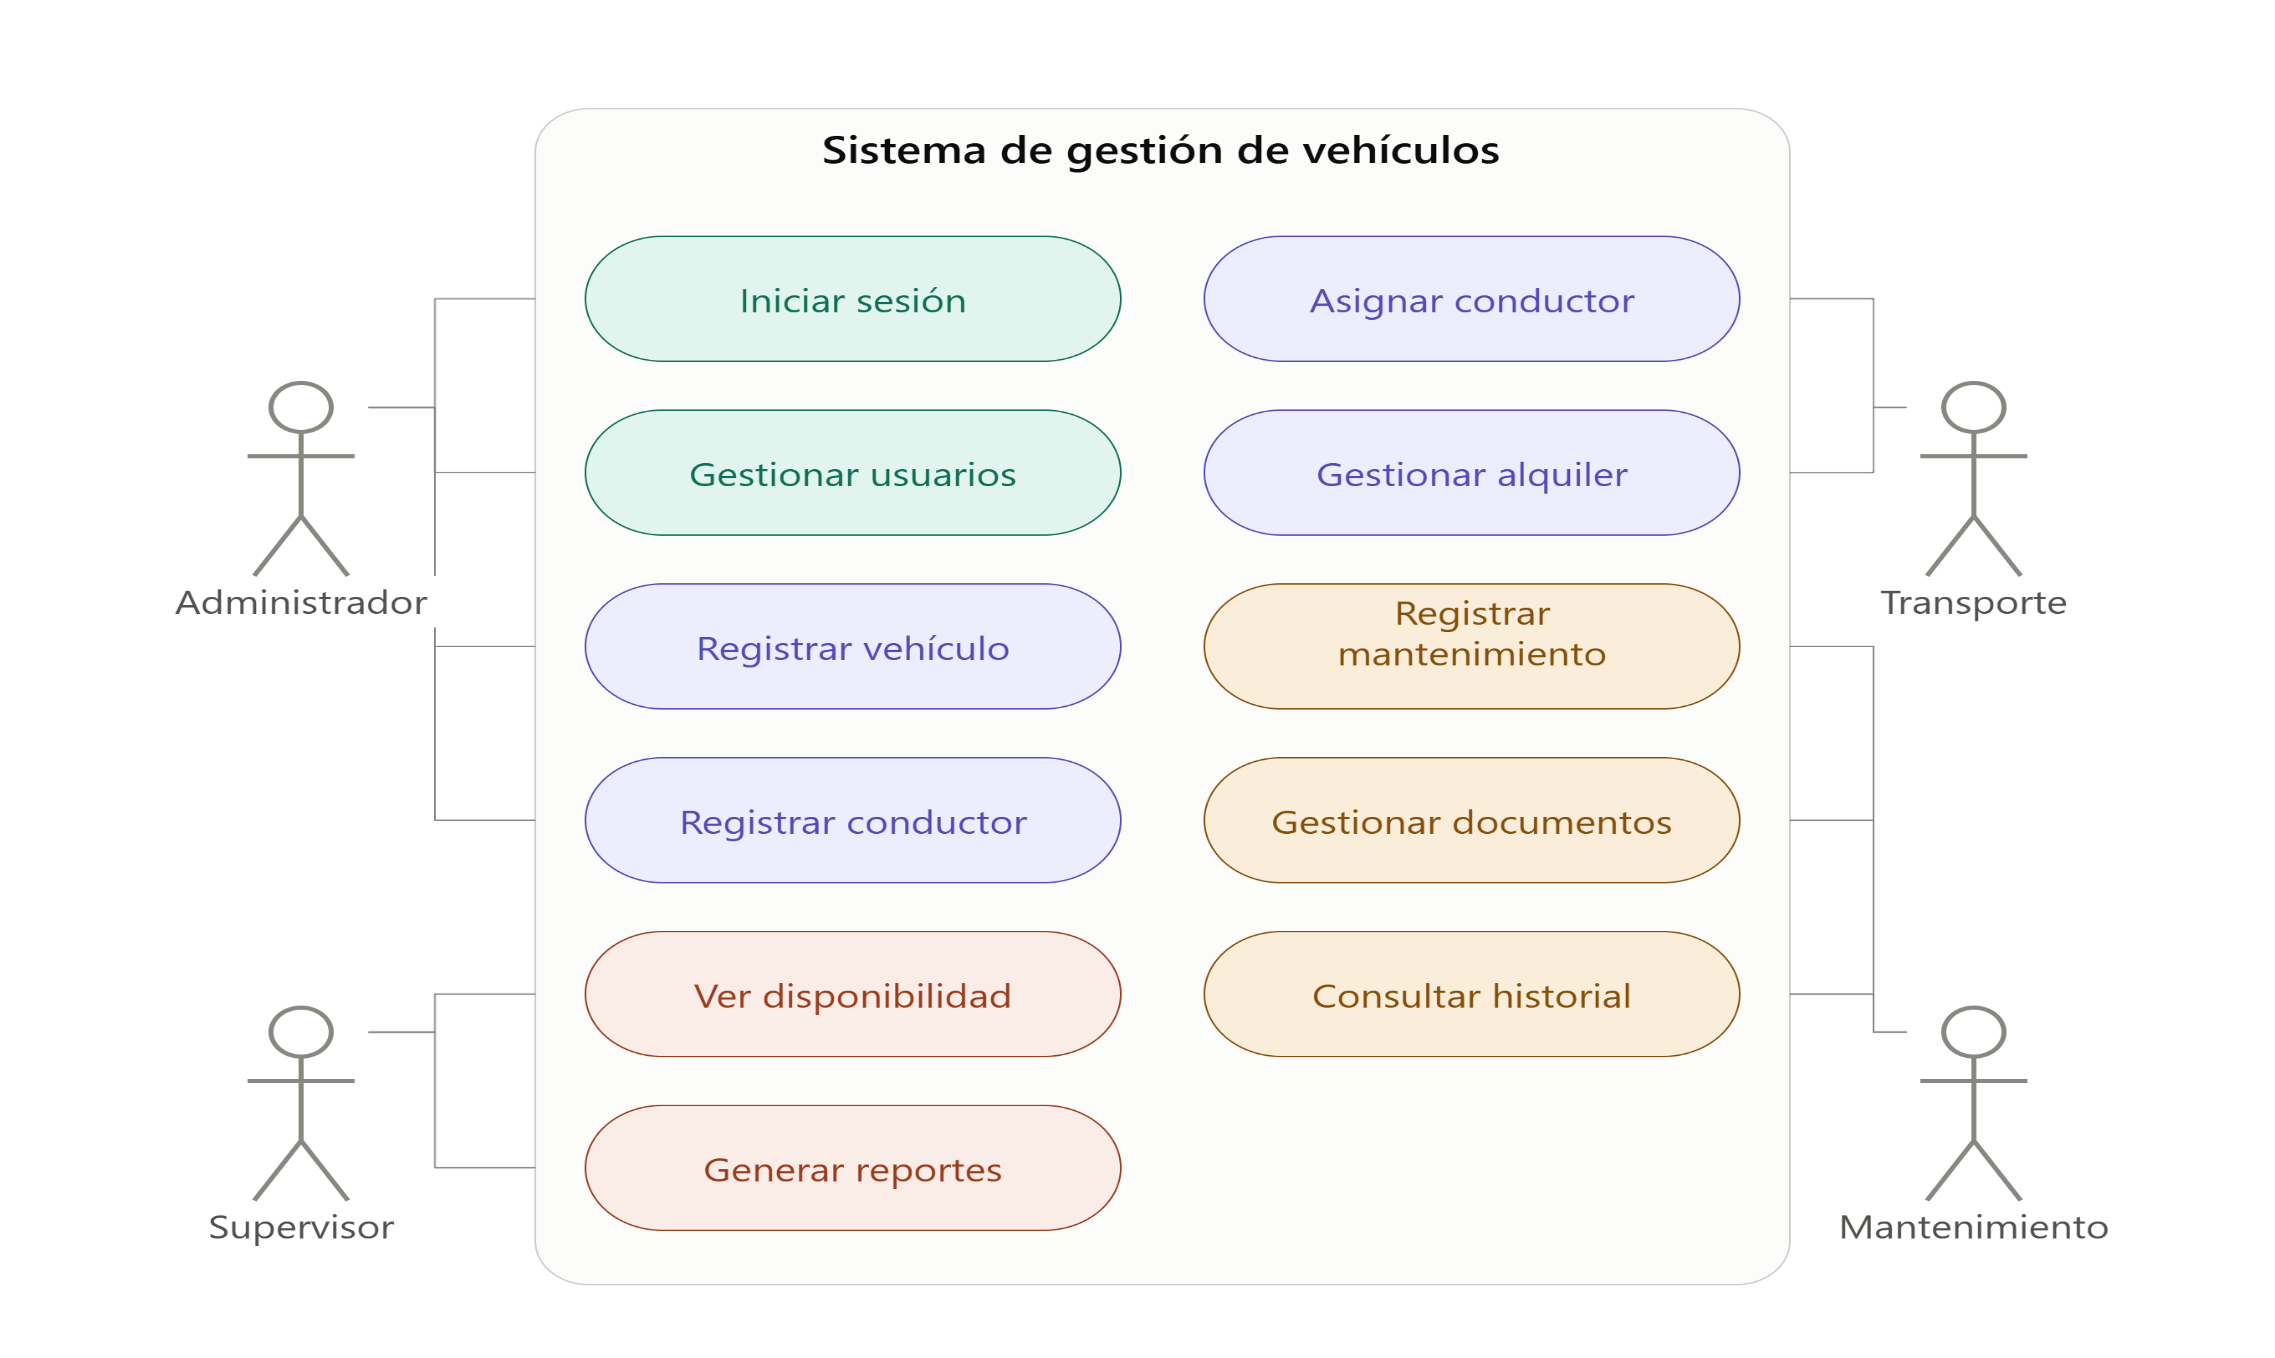 Sistema de gestión de vehículos
Iniciar sesión
Asignar conductor
Gestionar usuarios
Gestionar alquiler
Administrador
Transporte
Registrar vehículo
Registrar
mantenimiento
Registrar conductor
Gestionar documentos
Ver disponibilidad
Consultar historial
Generar reportes
Supervisor
Mantenimiento